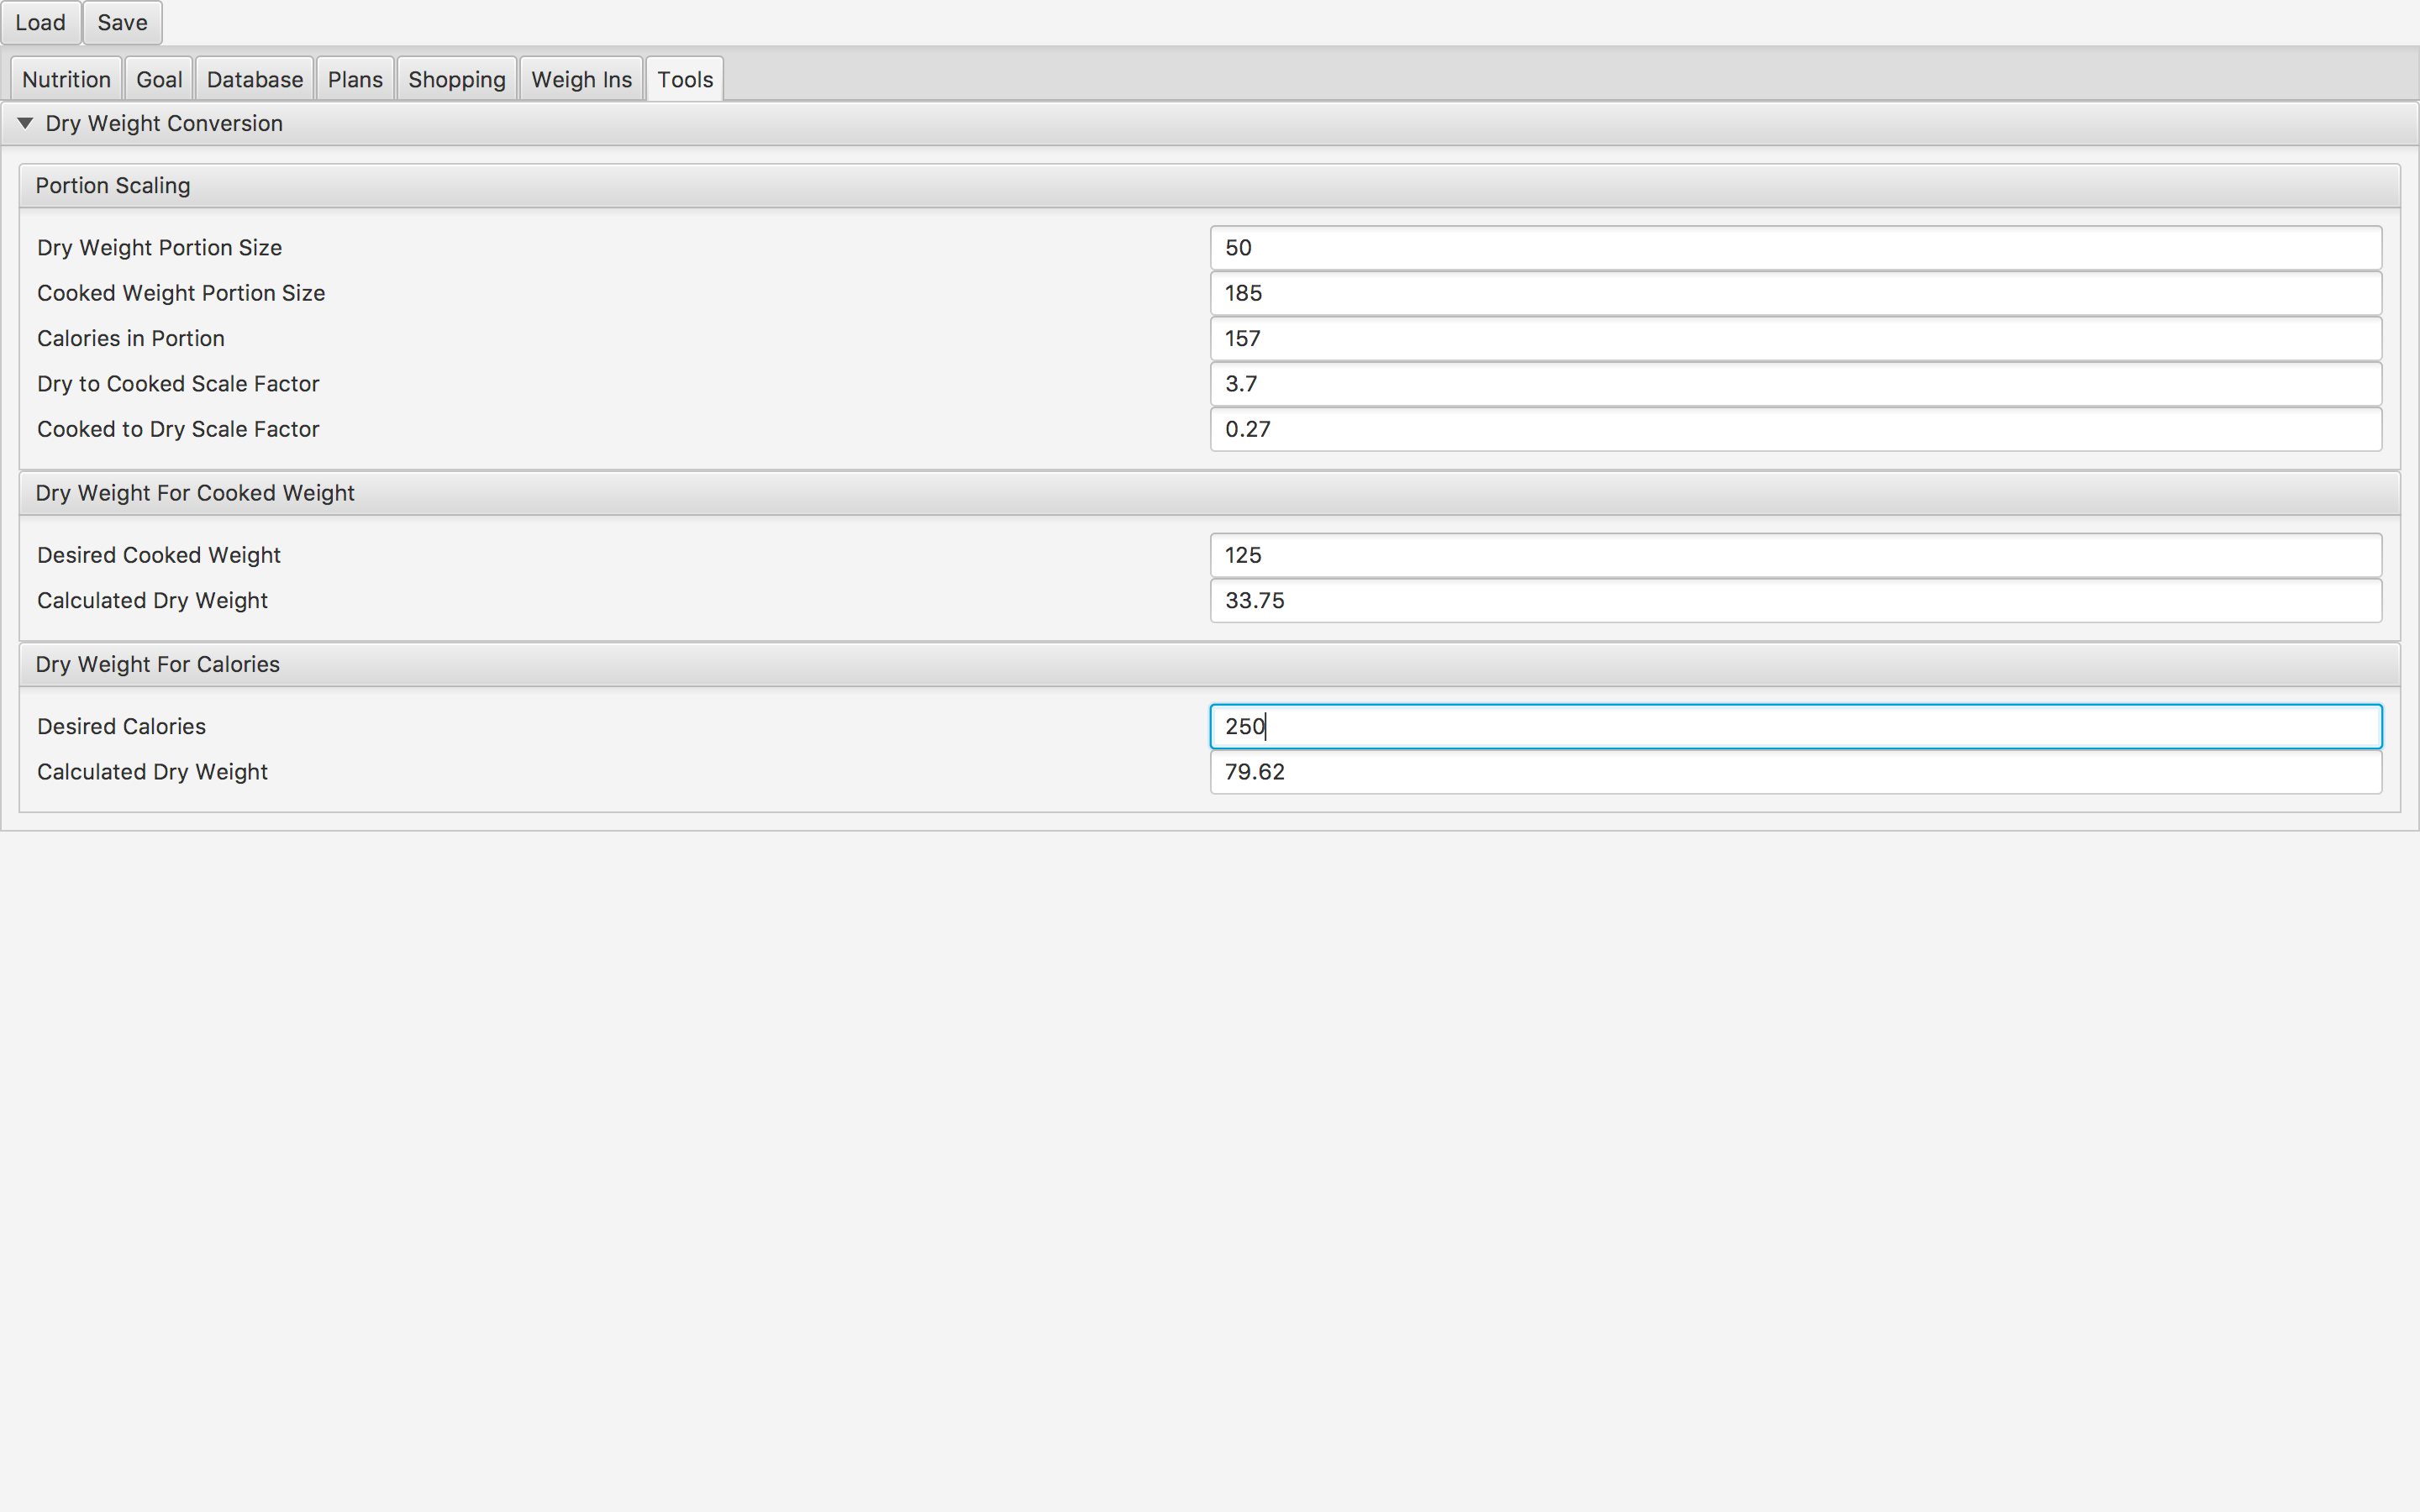 Load Save
Nutrition Goal Database Plans Shopping Weigh Ins Tools
Dry Weight Conversion
Portion Scaling
Dry Weight Portion Size 50
Cooked Weight Portion Size 185
Calories in Portion 157
Dry to Cooked Scale Factor 3.7
Cooked to Dry Scale Factor 0.27
Dry Weight For Cooked Weight
Desired Cooked Weight 125
Calculated Dry Weight 33.75
Dry Weight For Calories
Desired Calories 250
Calculated Dry Weight 79.62